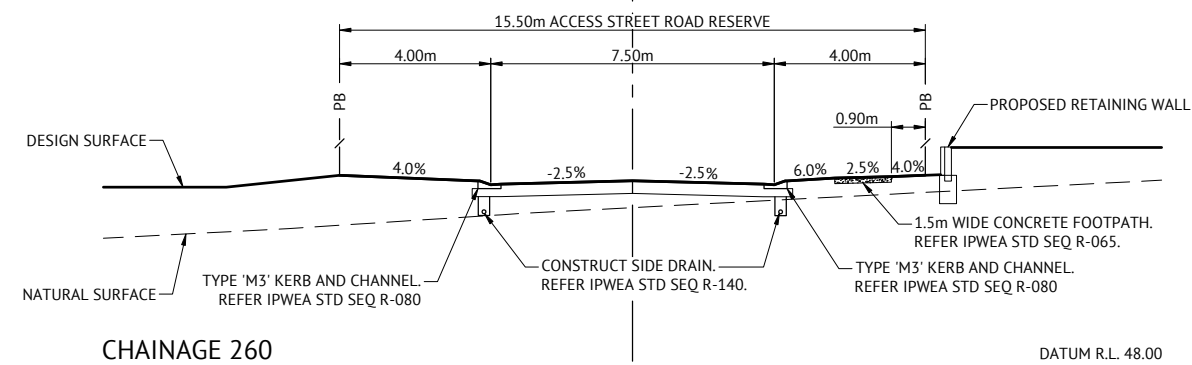 15.50m ACCESS STREET ROAD RESERVE
4.00m
7.50m
4.00m
PB
PB
PROPOSED RETAINING WALL
0.90m
DESIGN SURFACE
4.0%
-2.5%
-2.5%
6.0%
2.5%
4.0%
1.5m WIDE CONCRETE FOOTPATH.
REFER IPWEA STD SEQ R-065.
CONSTRUCT SIDE DRAIN.
REFER IPWEA STD SEQ R-140.
TYPE 'M3' KERB AND CHANNEL.
REFER IPWEA STD SEQ R-080
TYPE 'M3' KERB AND CHANNEL.
REFER IPWEA STD SEQ R-080
NATURAL SURFACE
CHAINAGE 260
DATUM R.L. 48.00